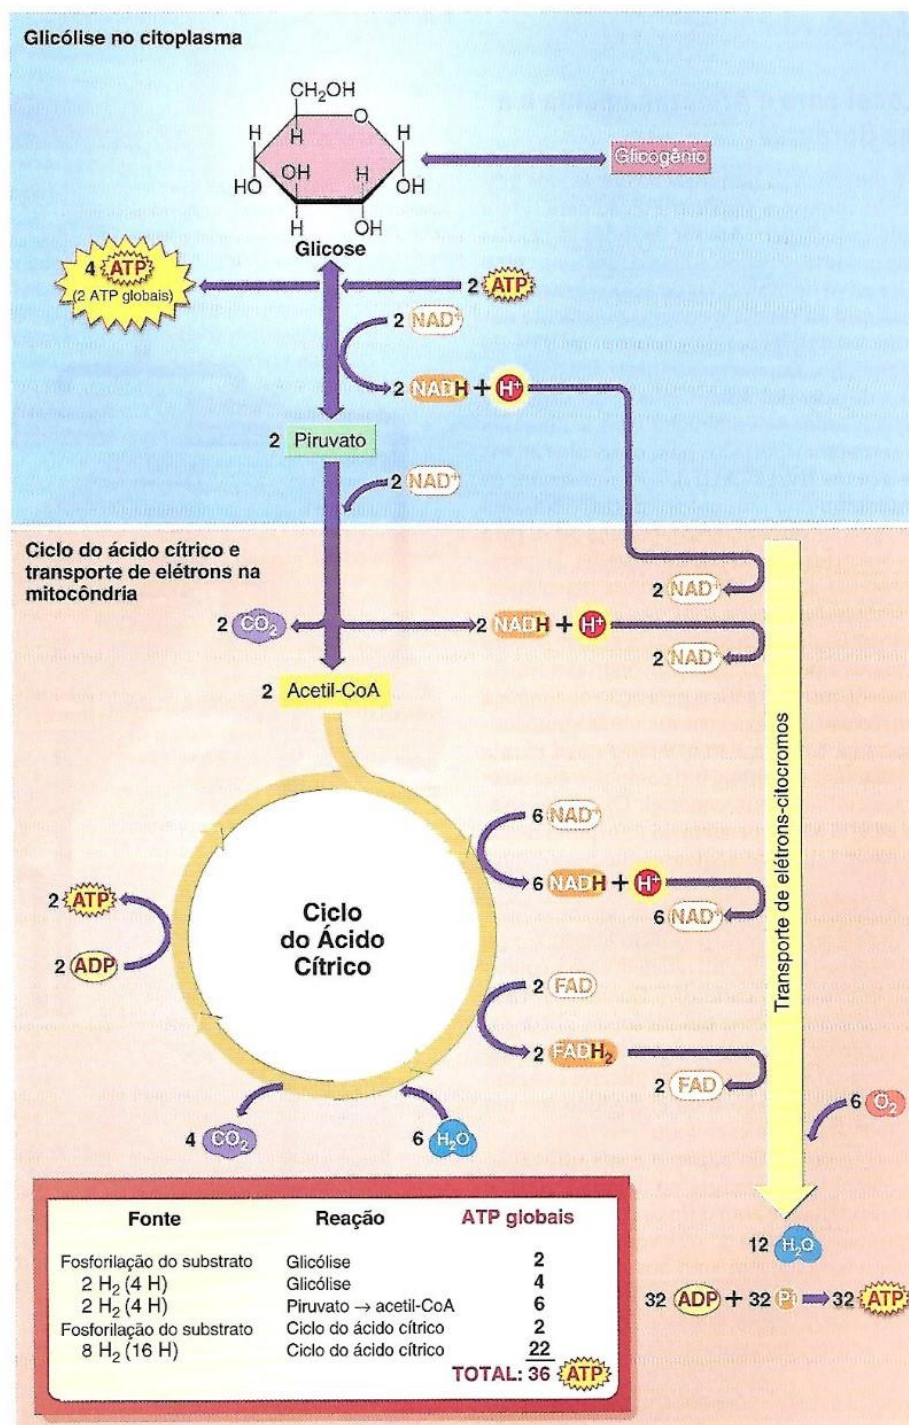 Glicólise no citoplasma
CH₂OH
O
H
H
H
OH
H
HO
OH
H
OH
Glicogênio
Glicose
4 ATP
(2 ATP globais)
2 ATP
2 NAD⁺
2 NADH + H⁺
2 Piruvato
2 NAD⁺
Ciclo do ácido cítrico e
transporte de elétrons na
mitocôndria
2 NAD⁺
2 CO₂
2 NADH + H⁺
2 NAD⁺
2 Acetil-CoA
Transporte de elétrons-citocromos
6 NAD⁺
6 NADH + H⁺
6 NAD⁺
2 ATP
2 ADP
Ciclo
do Ácido
Cítrico
2 FAD
2 FADH₂
2 FAD
6 O₂
4 CO₂
6 H₂O
12 H₂O
32 ADP + 32 Pi 32 ATP
Fonte Reação ATP globais
Fosforilação do substrato Glicólise 2
2 H₂ (4 H) Glicólise 4
2 H₂ (4 H) Piruvato → acetil-CoA 6
Fosforilação do substrato Ciclo do ácido cítrico 2
8 H₂ (16 H) Ciclo do ácido cítrico 22
TOTAL: 36 ATP